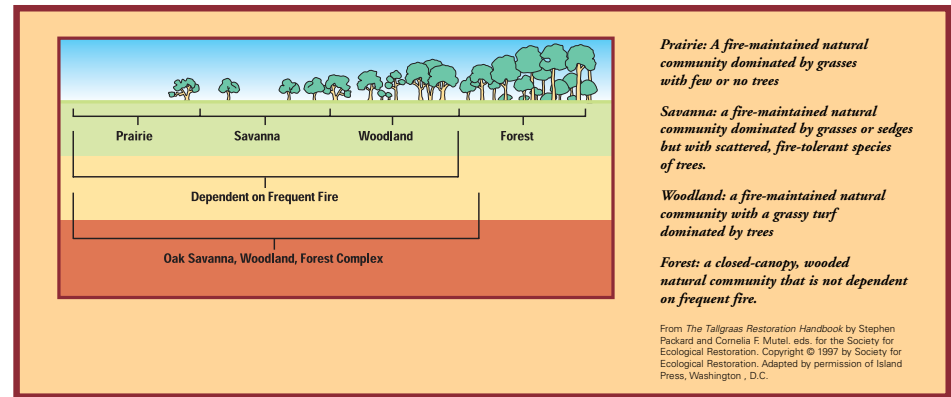 Prairie
Savanna
Woodland
Forest
Dependent on Frequent Fire
Oak Savanna, Woodland, Forest Complex
Prairie: A fire-maintained natural
community dominated by grasses
with few or no trees
Savanna: a fire-maintained natural
community dominated by grasses or sedges
but with scattered, fire-tolerant species
of trees.
Woodland: a fire-maintained natural
community with a grassy turf
dominated by trees
Forest: a closed-canopy, wooded
natural community that is not dependent
on frequent fire.
From The Tallgraas Restoration Handbook by Stephen
Packard and Cornelia F. Mutel. eds. for the Society for
Ecological Restoration. Copyright © 1997 by Society for
Ecological Restoration. Adapted by permission of Island
Press, Washington , D.C.